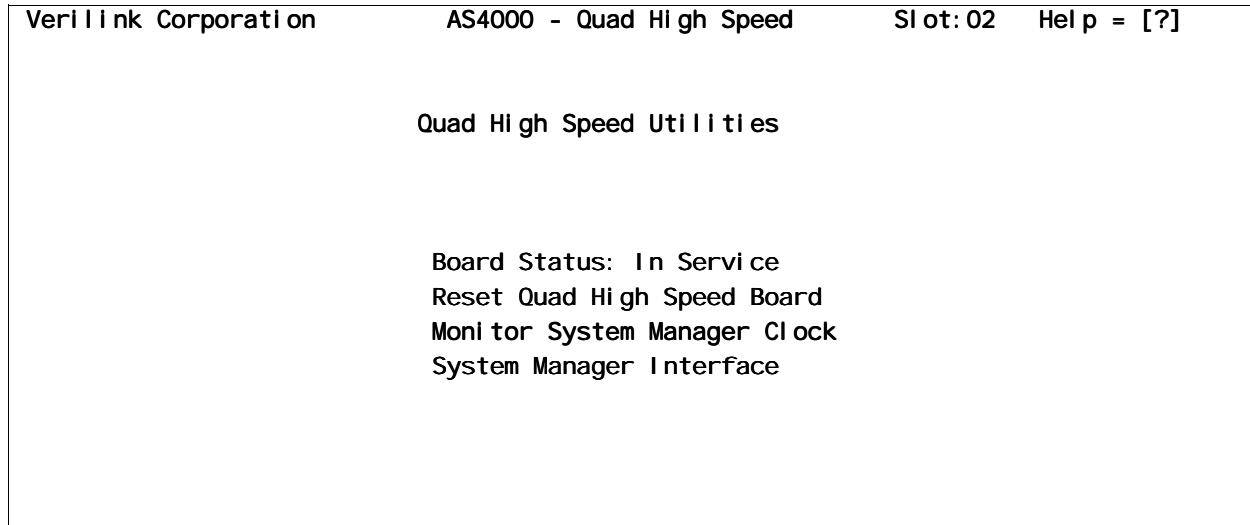 Verilink Corporation AS4000 - Quad High Speed Slot:02 Help = [?]
Quad High Speed Utilities
Board Status: In Service
Reset Quad High Speed Board
Monitor System Manager Clock
System Manager Interface